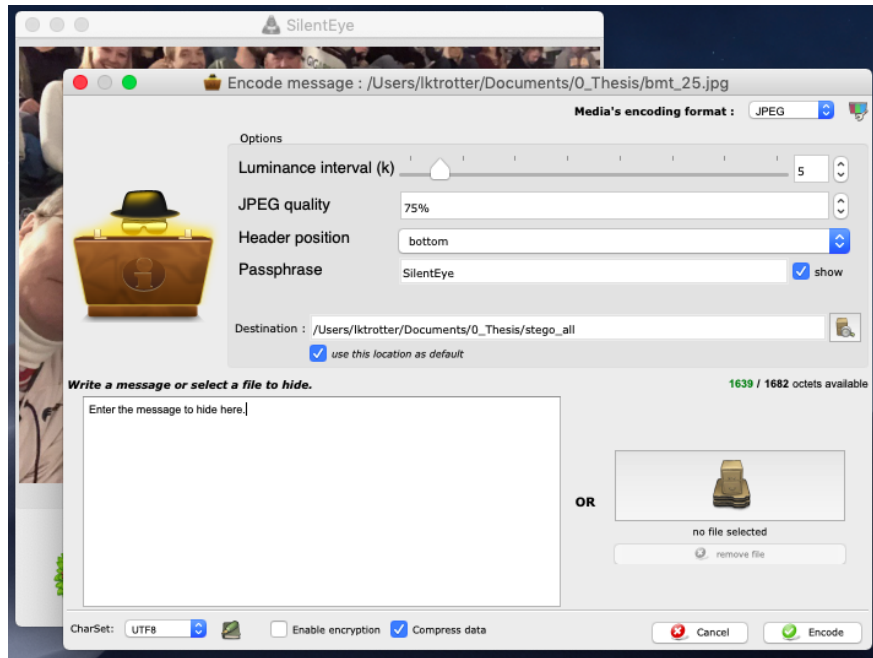 SilentEye
Encode message : /Users/lktrotter/Documents/0_Thesis/bmt_25.jpg
Media's encoding format : JPEG
Options
Luminance interval (k) 5
JPEG quality 75%
Header position bottom
Passphrase SilentEye show
Destination : /Users/lktrotter/Documents/0_Thesis/stego_all
use this location as default
Write a message or select a file to hide. 1639 / 1682 octets available
Enter the message to hide here.
OR
no file selected
remove file
CharSet: UTF8 Enable encryption Compress data Cancel Encode